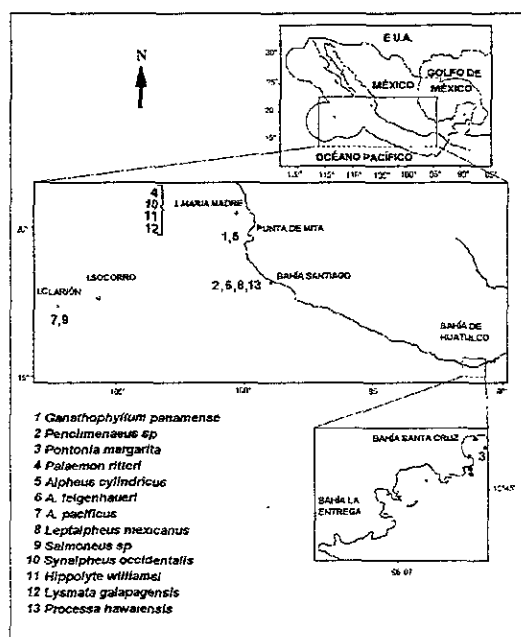 N
E U.A.
GOLFO DE
MÉXICO
MÉXICO
OCÉANO PACÍFICO
4
10
11
12
I.MARIA MADRE
1,5
PUNTA DE MITA
I.SOCORRO
I.CLARIÓN
7,9
2,6,8,13
BAHÍA SANTIAGO
BAHÍA DE
HUATULCO
BAHÍA SANTA CRUZ
3
BAHÍA LA
ENTREGA
1 Ganathophyllum panamense
2 Penclimenaeus sp
3 Pontonia margarita
4 Palaemon ritteri
5 Alpheus cylindricus
6 A. felgenhaueri
7 A. pacificus
8 Leptalpheus mexicanus
9 Salmoneus sp
10 Synalpheus occidentalis
11 Hippolyte williamsi
12 Lysmata galapagensis
13 Processa hawaiensis